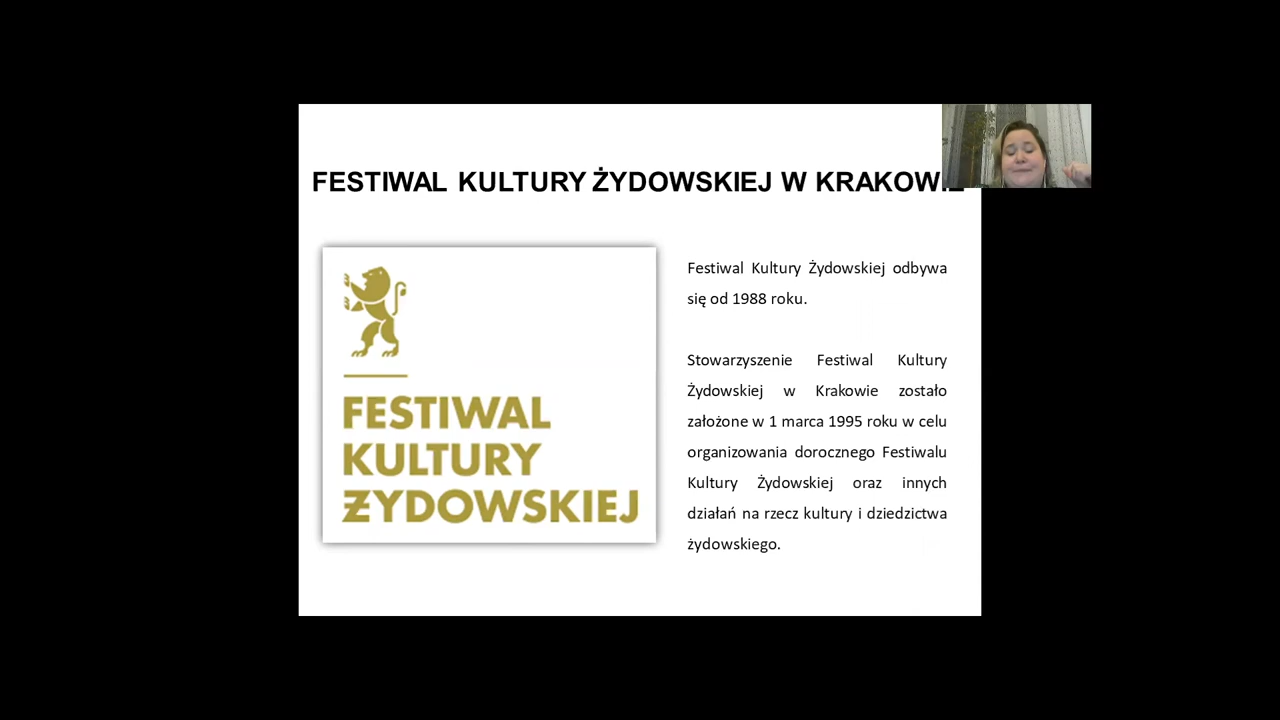 FESTIWAL KULTURY ŻYDOWSKIEJ W KRAKOWIE
FESTIWAL
KULTURY
ŻYDOWSKIEJ
Festiwal Kultury Żydowskiej odbywa
się od 1988 roku.
Stowarzyszenie Festiwal Kultury
Żydowskiej w Krakowie zostało
założone w 1 marca 1995 roku w celu
organizowania dorocznego Festiwalu
Kultury Żydowskiej oraz innych
działań na rzecz kultury i dziedzictwa
żydowskiego.